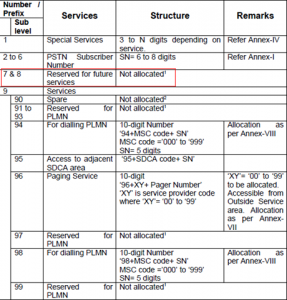 Number / Prefix Services Structure Remarks
Sub level
1 Special Services 3 to N digits depending on service. Refer Annex-IV
2 to 6 PSTN Subscriber Number SN= 6 to 8 digits Refer Annex-I
7 & 8 Reserved for future services Not allocated¹
9 Services
90 Spare Not allocated²
91 to 93 Reserved for PLMN Not allocated¹
94 For dialling PLMN 10-digit Number Allocation as per Annex-VIII
'94+MSC code+ SN'
MSC code ='000' to '999'
SN= 5 digits
95 Access to adjacent SDCA area '95+SDCA code+ SN'
96 Paging Service 10-digit 'XY'= '00' to '99'
'96+XY+ Pager Number' to be allocated.
'XY' is service provider code Accessible from
where 'XY'= '00' to '99' Outside Service
area. Allocation
as per Annex-
VII
97 Reserved for PLMN Not allocated¹
98 For dialling PLMN 10-digit Number Allocation as per Annex-VIII
'98+MSC code+ SN'
MSC code ='000' to '999'
SN= 5 digits
99 Reserved for PLMN Not allocated¹